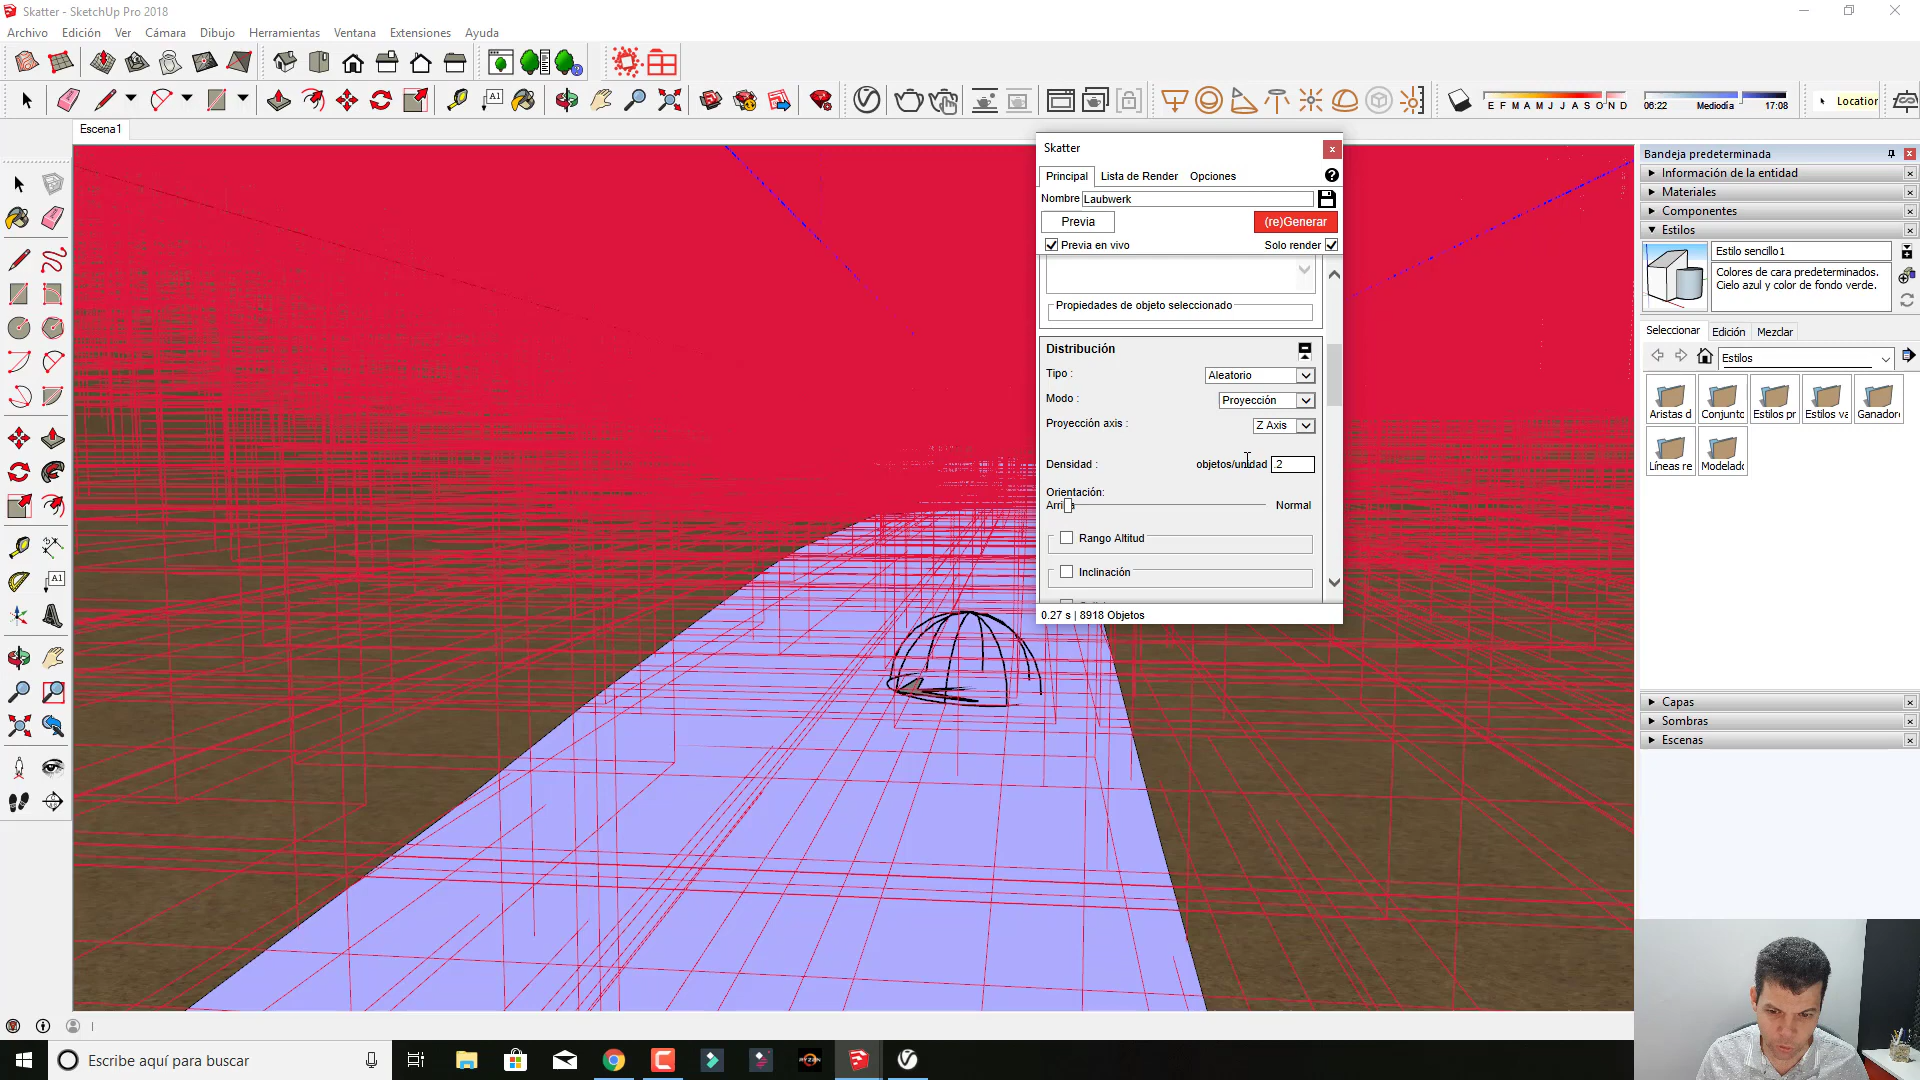 Skatter - SketchUp Pro 2018
Archivo Edición Ver Cámara Dibujo Herramientas Ventana Extensiones Ayuda
A1
E F M A M J J A S O N D
06:22 Mediodía 17:08
Location
Escena1
Skatter
Principal Lista de Render Opciones
Nombre Laubwerk
Previa (re)Generar
Previa en vivo Solo render
Propiedades de objeto seleccionado
Distribución
Tipo : Aleatorio
Modo : Proyección
Proyección axis : Z Axis
Densidad : objetos/unidad .2
Orientación:
Normal
Rango Altitud
Inclinación
0.27 s | 8918 Objetos
Bandeja predeterminada
Información de la entidad
Materiales
Componentes
Estilos
Estilo sencillo1
Colores de cara predeterminados.
Cielo azul y color de fondo verde.
Seleccionar Edición Mezclar
Estilos
Aristas d Conjunto Estilos pr Estilos va Ganadore
Líneas re Modelado
Capas
Sombras
Escenas
A1
Escribe aquí para buscar
RYZEN